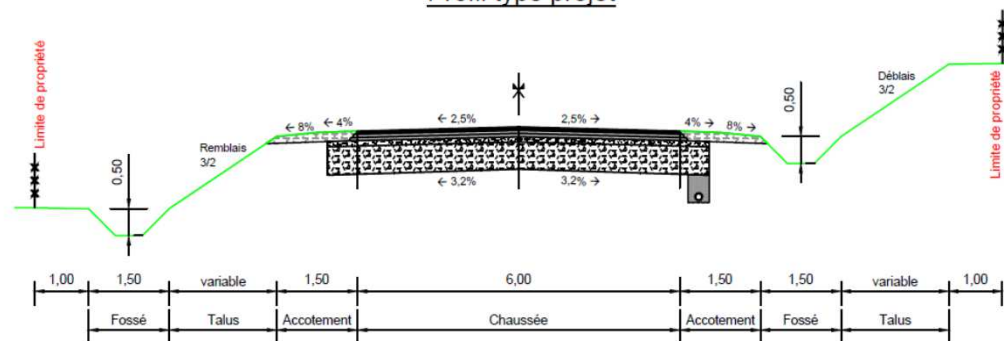 Profil type projet
Limite de propriété
0,50
Remblais
3/2
← 8%
← 4%
← 2,5%
2,5% →
4% →
8% →
← 3,2%
3,2% →
0,50
Déblais
3/2
Limite de propriété
1,00
1,50
variable
1,50
6,00
1,50
1,50
variable
1,00
Fossé
Talus
Accotement
Chaussée
Accotement
Fossé
Talus